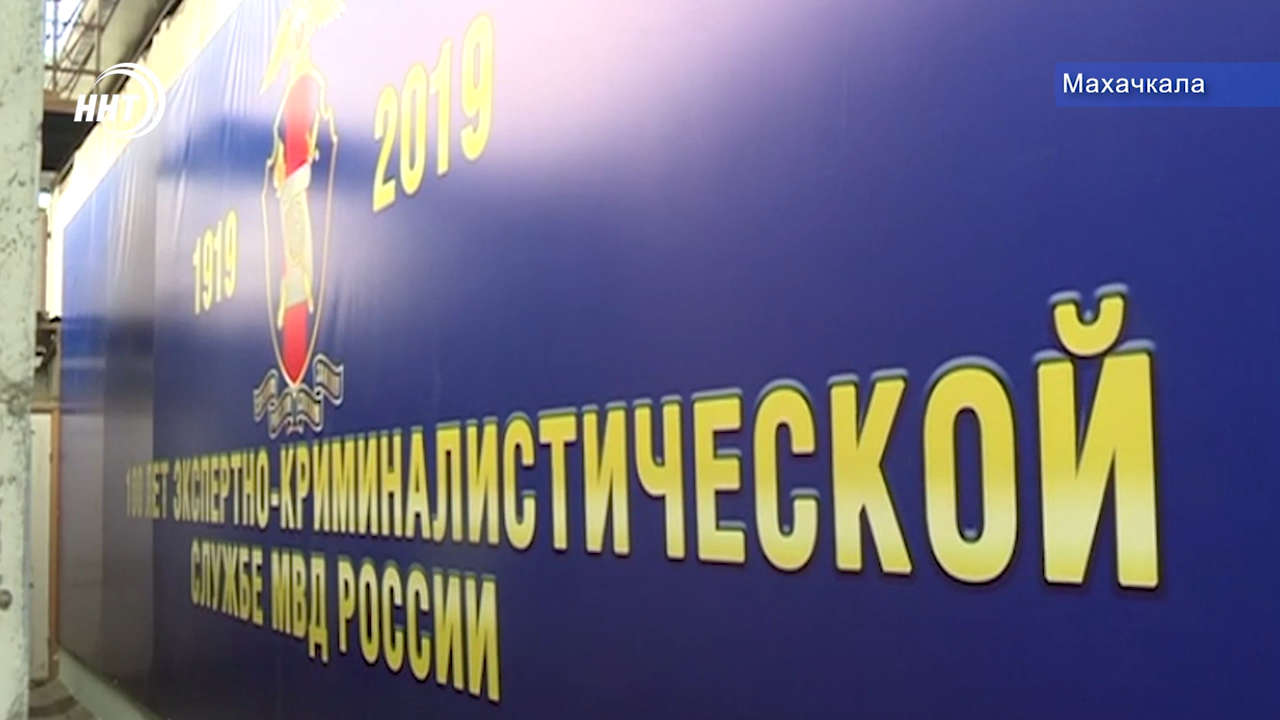 ННТ
Махачкала
1919
2019
100 ЛЕТ ЭКСПЕРТНО-КРИМИНАЛИСТИЧЕСКОЙ
СЛУЖБЕ МВД РОССИИ